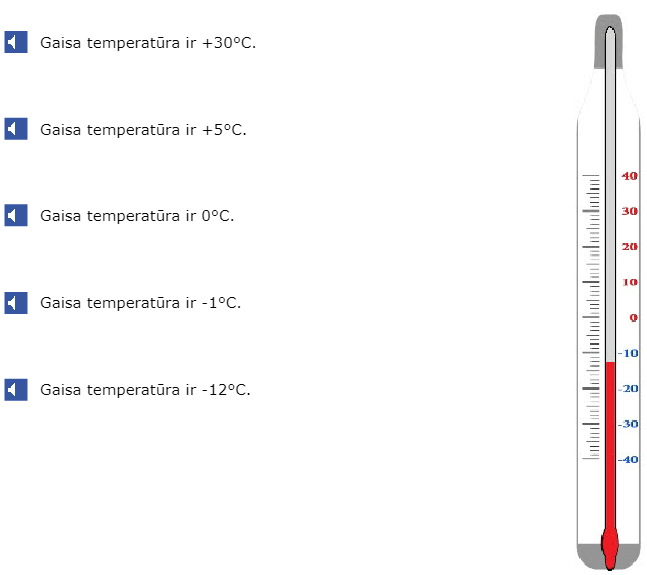 Gaisa temperatūra ir +30°C.
Gaisa temperatūra ir +5°C.
Gaisa temperatūra ir 0°C.
Gaisa temperatūra ir -1°C.
Gaisa temperatūra ir -12°C.
40
30
20
10
0
-10
-20
-30
-40